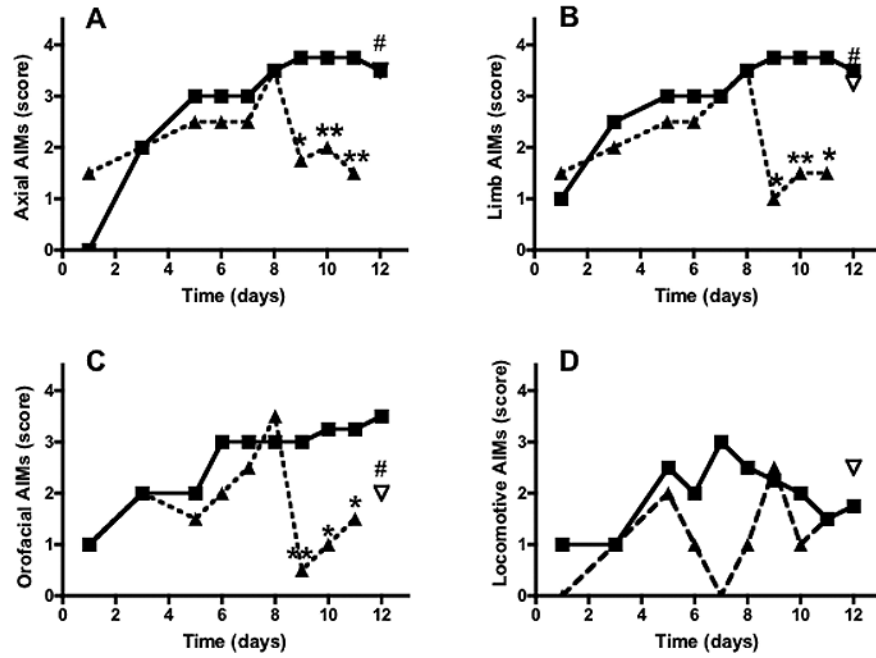 A
Axial AIMs (score)
4
3
2
1
0
#
*
**
**
0 2 4 6 8 10 12
Time (days)
B
Limb AIMs (score)
4
3
2
1
0
#
*
**
*
0 2 4 6 8 10 12
Time (days)
C
Orofacial AIMs (score)
4
3
2
1
0
#
**
*
*
0 2 4 6 8 10 12
Time (days)
D
Locomotive AIMs (score)
4
3
2
1
0
0 2 4 6 8 10 12
Time (days)